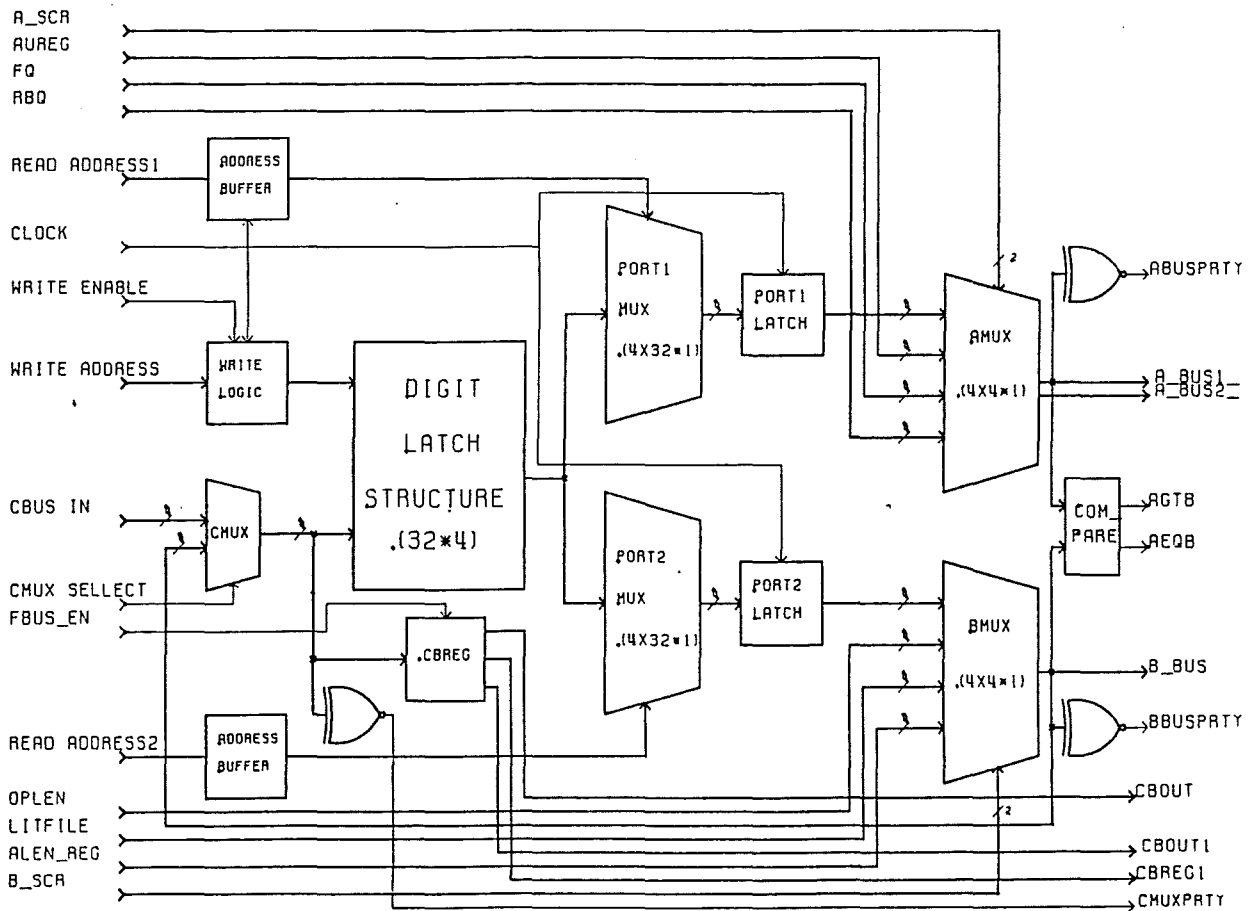 A_SCR
AUREG
FQ
RBQ
READ ADDRESS1
ADDRESS
BUFFER
CLOCK
WRITE ENABLE
WRITE ADDRESS
WRITE
LOGIC
DIGIT
LATCH
STRUCTURE
.(32*4)
.PORT1
MUX
.(4X32*1)
.PORT1
LATCH
2
AMUX
.(4X4*1)
ABUSPRTY
A_BUS1_
A_BUS2_
CBUS IN
CMUX
CMUX SELLECT
FBUS_EN
.CBREG
.PORT2
MUX
.(4X32*1)
.PORT2
LATCH
COM_
PARE
AGTB
AEQB
BMUX
.(4X4*1)
B_BUS
BBUSPRTY
READ ADDRESS2
ADDRESS
BUFFER
OPLEN
LITFILE
ALEN_REG
B_SCR
2
CBOUT
CBOUT1
CBREG1
CMUXPRTY